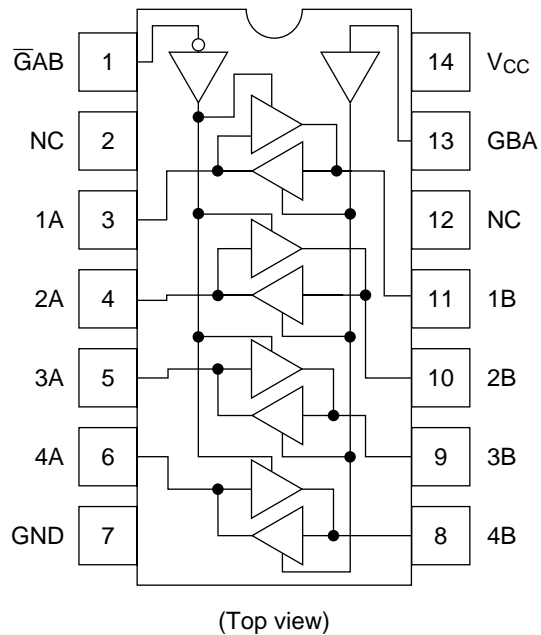 G̅AB 1 14 VCC
NC 2 13 GBA
1A 3 12 NC
2A 4 11 1B
3A 5 10 2B
4A 6 9 3B
GND 7 8 4B
(Top view)